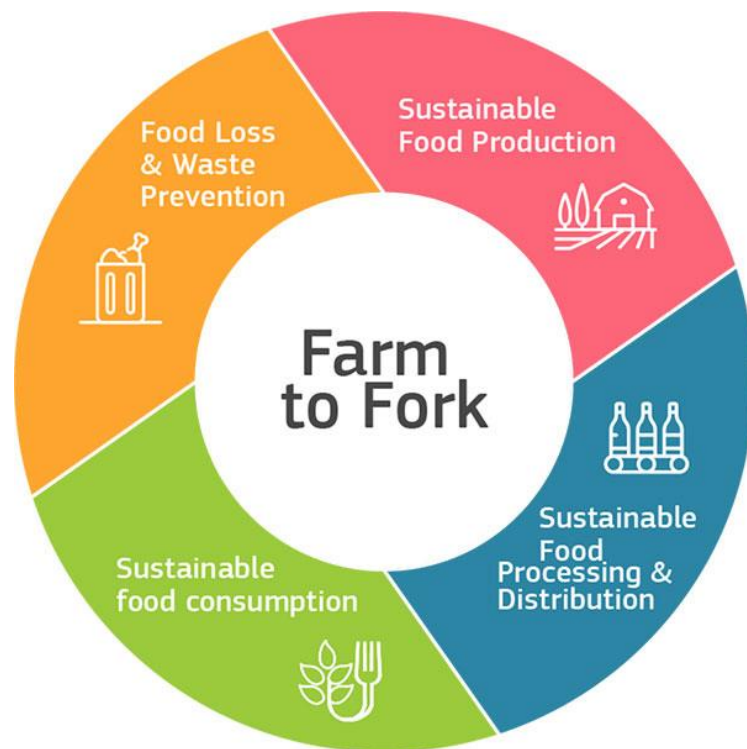 Farm
to Fork
Sustainable
Food Production
Sustainable
Food
Processing &
Distribution
Sustainable
food consumption
Food Loss
& Waste
Prevention